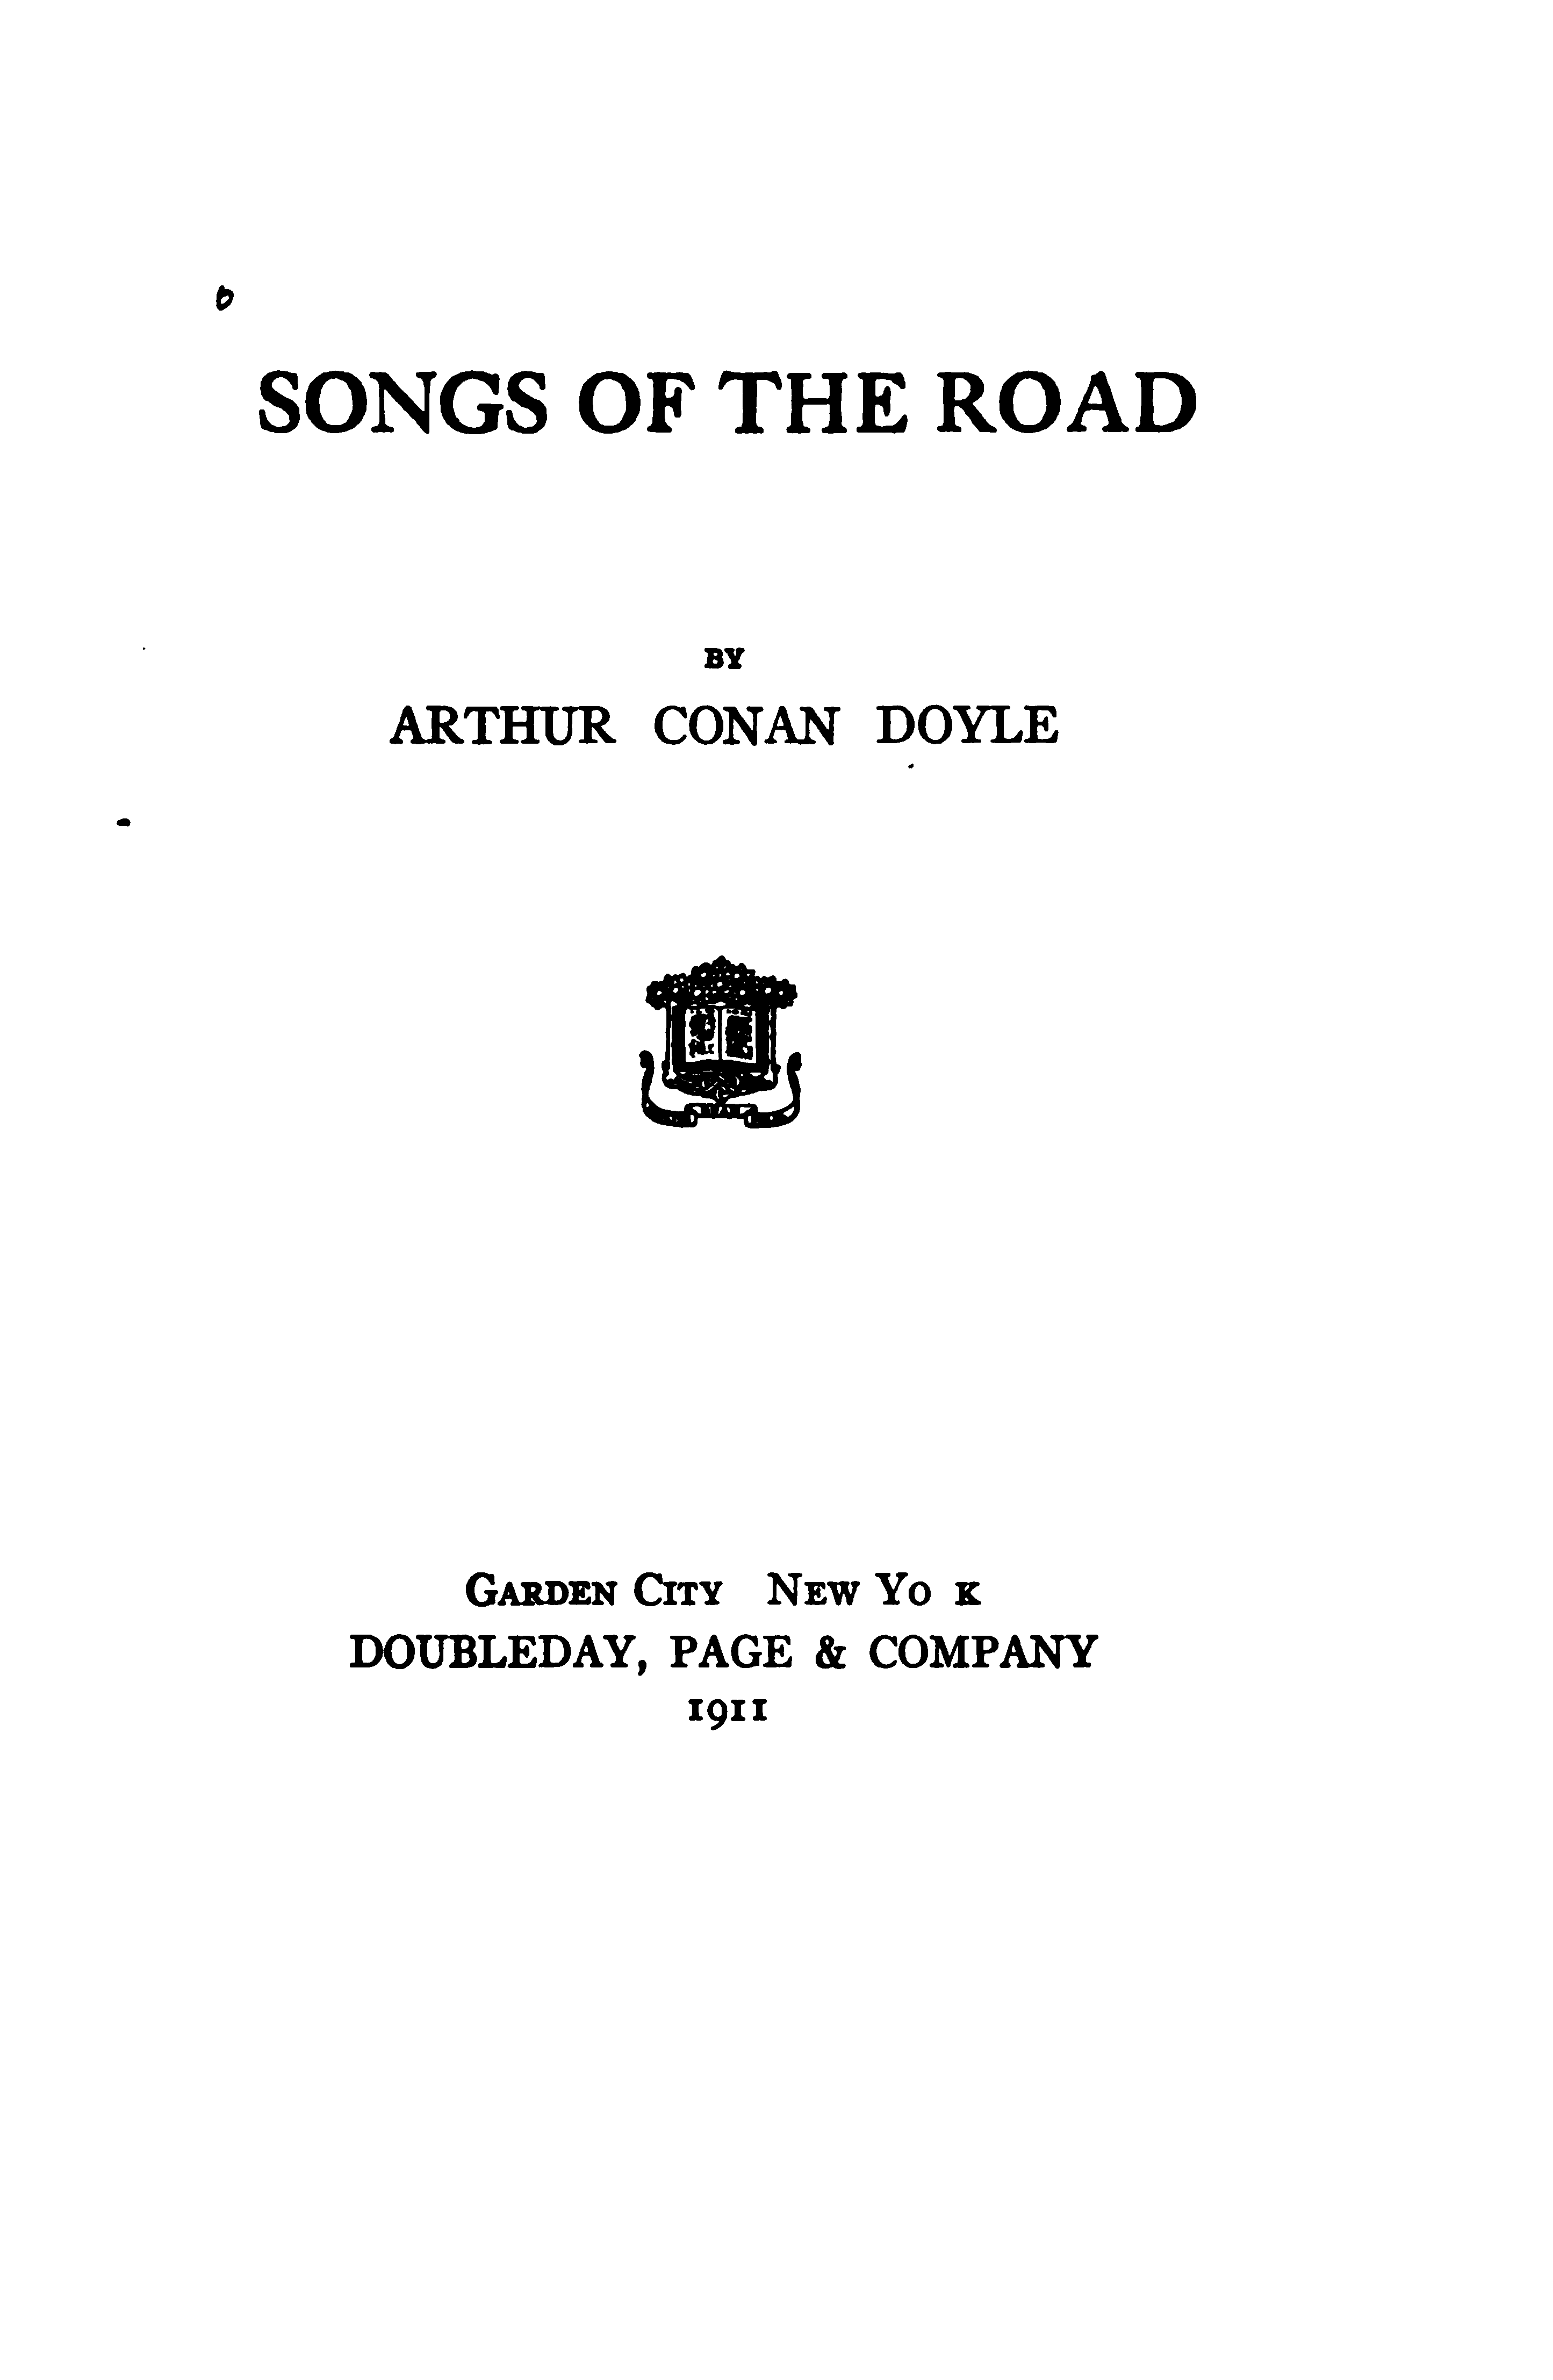 SONGS OF THE ROAD
BY
ARTHUR CONAN DOYLE
GARDEN CITY NEW YO K
DOUBLEDAY, PAGE & COMPANY
1911